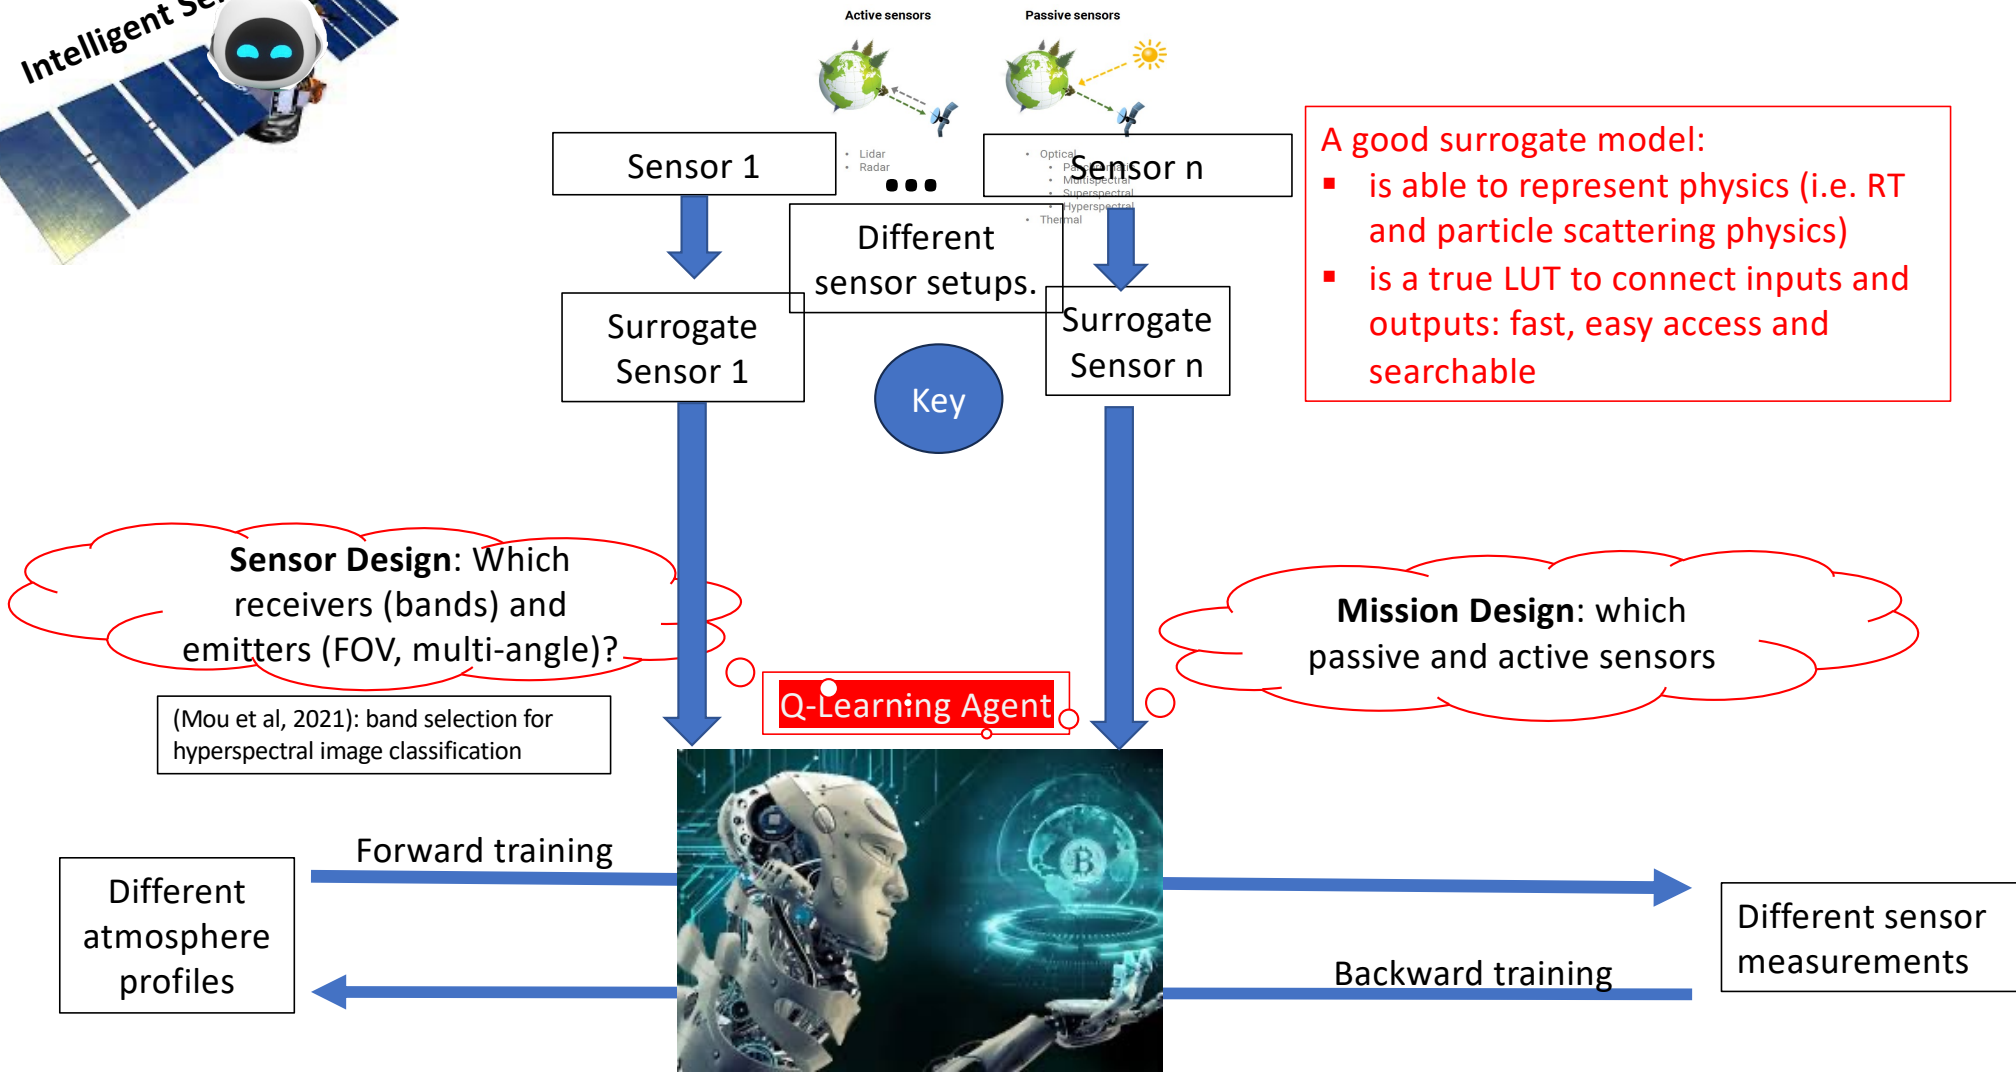 Intelligent
Active sensors
Passive sensors
Sensor 1
• Lidar
• Radar
...
Sensor n
• Optical
• Multispectral
• Superspectral
• Hyperspectral
• Thermal
Different
sensor setups.
Surrogate
Sensor 1
Surrogate
Sensor n
Key
A good surrogate model:
▪ is able to represent physics (i.e. RT
and particle scattering physics)
▪ is a true LUT to connect inputs and
outputs: fast, easy access and
searchable
Sensor Design: Which
receivers (bands) and
emitters (FOV, multi-angle)?
(Mou et al, 2021): band selection for
hyperspectral image classification
Mission Design: which
passive and active sensors
Q-Learning Agent
Forward training
Different
atmosphere
profiles
B
Different sensor
measurements
Backward training